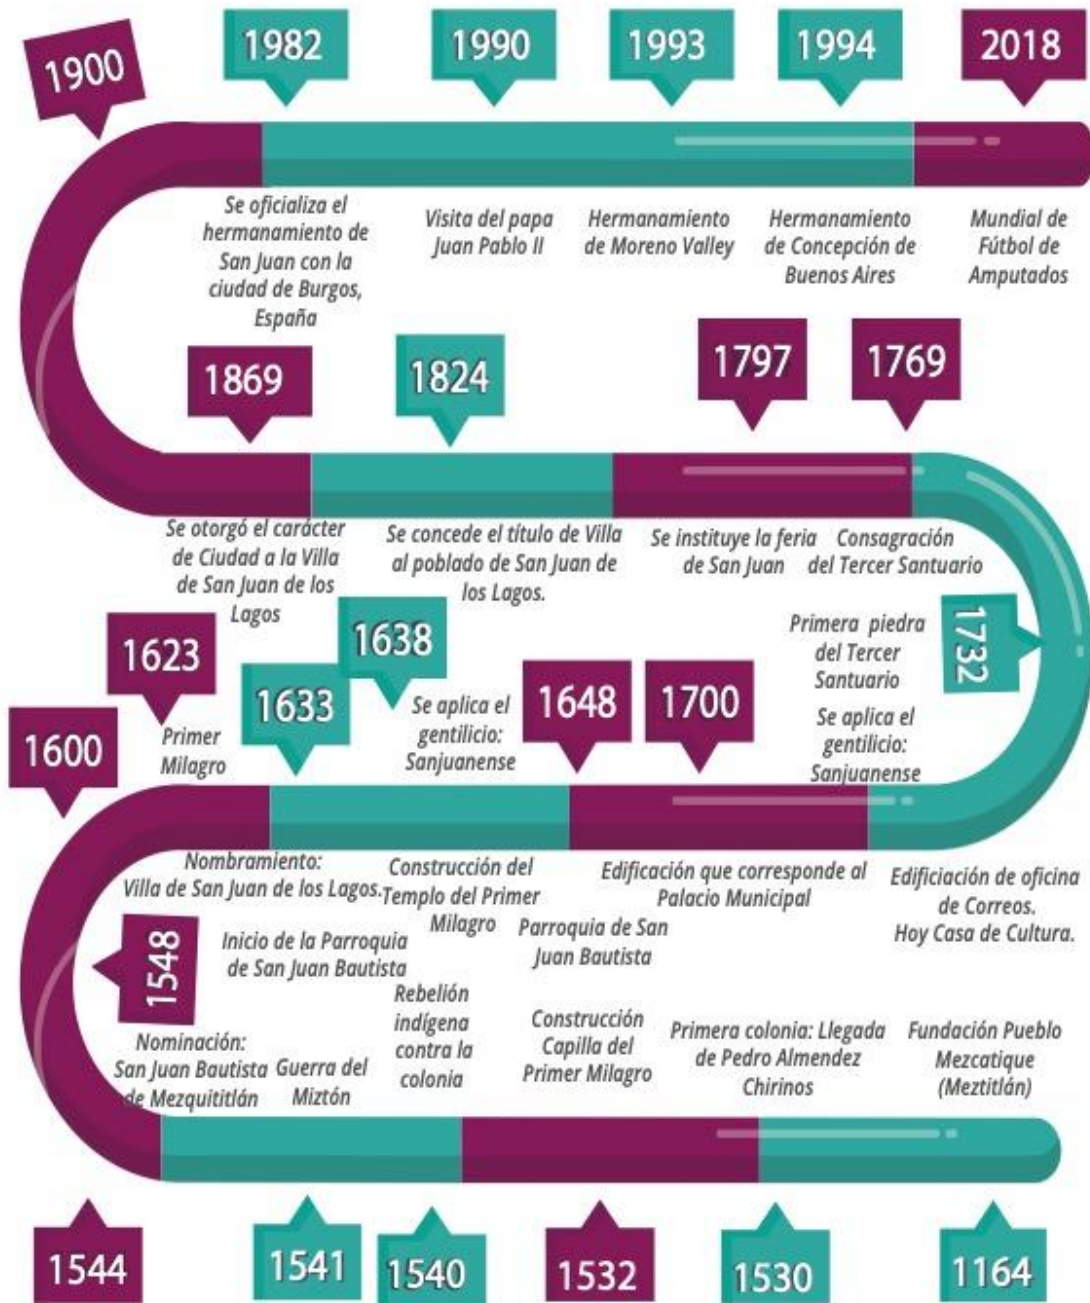 1900
1982
1990
1993
1994
2018
Se oficializa el
hermanamiento de
San Juan con la
ciudad de Burgos,
España
Visita del papa
Juan Pablo II
Hermanamiento
de Moreno Valley
Hermanamiento
de Concepción de
Buenos Aires
Mundial de
Fútbol de
Amputados
1869
1824
1797
1769
Se otorgó el carácter
de Ciudad a la Villa
de San Juan de los
Lagos
Se concede el título de Villa
al poblado de San Juan de
los Lagos.
Se instituye la feria
de San Juan
Consagración
del Tercer Santuario
1732
Primera piedra
del Tercer
Santuario
Se aplica el
gentilicio:
Sanjuanense
1600
1623
Primer
Milagro
1633
1638
Se aplica el
gentilicio:
Sanjuanense
1648
1700
Nombramiento:
Villa de San Juan de los Lagos.
Construcción del
Templo del Primer
Milagro
Edificación que corresponde al
Palacio Municipal
Edificiación de oficina
de Correos.
Hoy Casa de Cultura.
1548
Inicio de la Parroquia
de San Juan Bautista
Parroquia de San
Juan Bautista
Nominación:
San Juan Bautista
de Mezquititlán
Guerra del
Miztón
Rebelión
indígena
contra la
colonia
Construcción
Capilla del
Primer Milagro
Primera colonia: Llegada
de Pedro Almendez
Chirinos
Fundación Pueblo
Mezcatique
(Meztitlán)
1544
1541
1540
1532
1530
1164